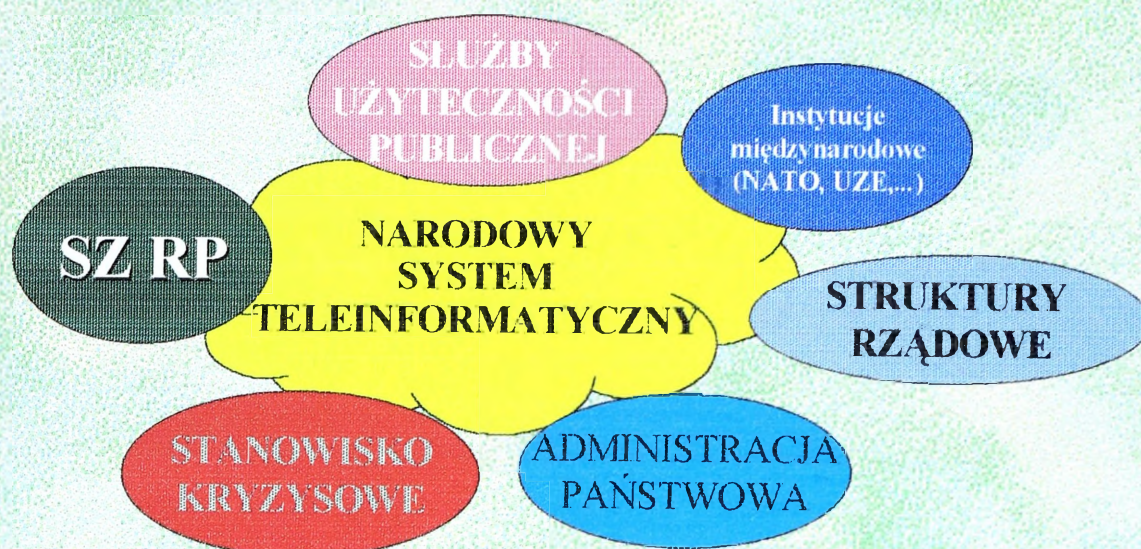 SŁUŻBY
UŻYTECZNOŚCI
PUBLICZNEJ
Instytucje
międzynarodowe
(NATO, UZE,...)
SZ RP
NARODOWY
SYSTEM
TELEINFORMATYCZNY
STRUKTURY
RZĄDOWE
STANOWISKO
KRYZYSOWE
ADMINISTRACJA
PAŃSTWOWA